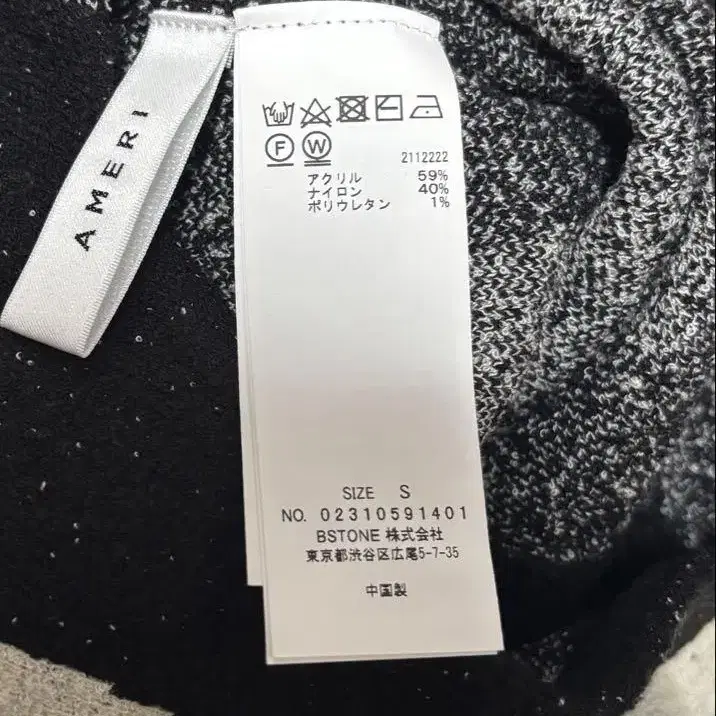 AMERI
F W
2112222
アクリル 59%
ナイロン 40%
ポリウレタン 1%
SIZE S
NO. 02310591401
BSTONE 株式会社
東京都渋谷区広尾5-7-35
中国製